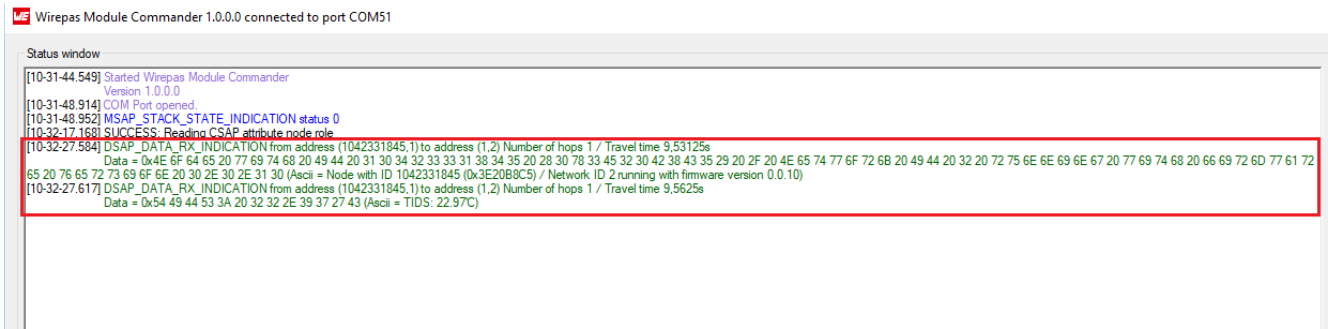 WE Wirepas Module Commander 1.0.0.0 connected to port COM51
Status window
[10-31-44.549] Started Wirepas Module Commander
Version 1.0.0.0
[10-31-48.914] COM Port opened.
[10-31-48.952] MSAP_STACK_STATE_INDICATION status 0
[10-32-17.168] SUCCESS: Reading CSAP attribute node role
[10-32-27.584] DSAP_DATA_RX_INDICATION from address (1042331845,1) to address (1,2) Number of hops 1 / Travel time 9,53125s
Data = 0x4E 6F 64 65 20 77 69 74 68 20 49 44 20 31 30 34 32 33 33 31 38 34 35 20 28 30 78 33 45 32 30 42 38 43 35 29 20 2F 20 4E 65 74 77 6F 72 6B 20 49 44 20 32 20 72 75 6E 6E 69 6E 67 20 77 69 74 68 20 66 69 72 6D 77 61 72
65 20 76 65 72 73 69 6F 6E 20 30 2E 30 2E 31 30 (Ascii = Node with ID 1042331845 (0x3E20B8C5) / Network ID 2 running with firmware version 0.0.10)
[10-32-27.617] DSAP_DATA_RX_INDICATION from address (1042331845,1) to address (1,2) Number of hops 1 / Travel time 9,5625s
Data = 0x54 49 44 53 3A 20 32 32 2E 39 37 27 43 (Ascii = TIDS: 22.97'C)